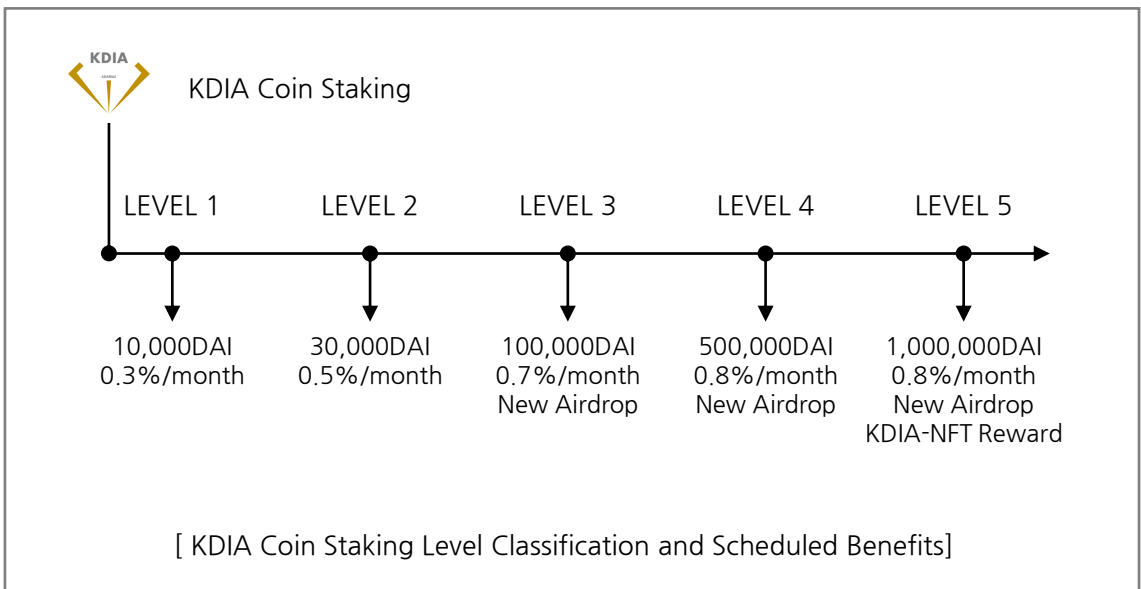 KDIA
KDIA Coin Staking
LEVEL 1
LEVEL 2
LEVEL 3
LEVEL 4
LEVEL 5
10,000DAI
0.3%/month
30,000DAI
0.5%/month
100,000DAI
0.7%/month
New Airdrop
500,000DAI
0.8%/month
New Airdrop
1,000,000DAI
0.8%/month
New Airdrop
KDIA-NFT Reward
[ KDIA Coin Staking Level Classification and Scheduled Benefits]